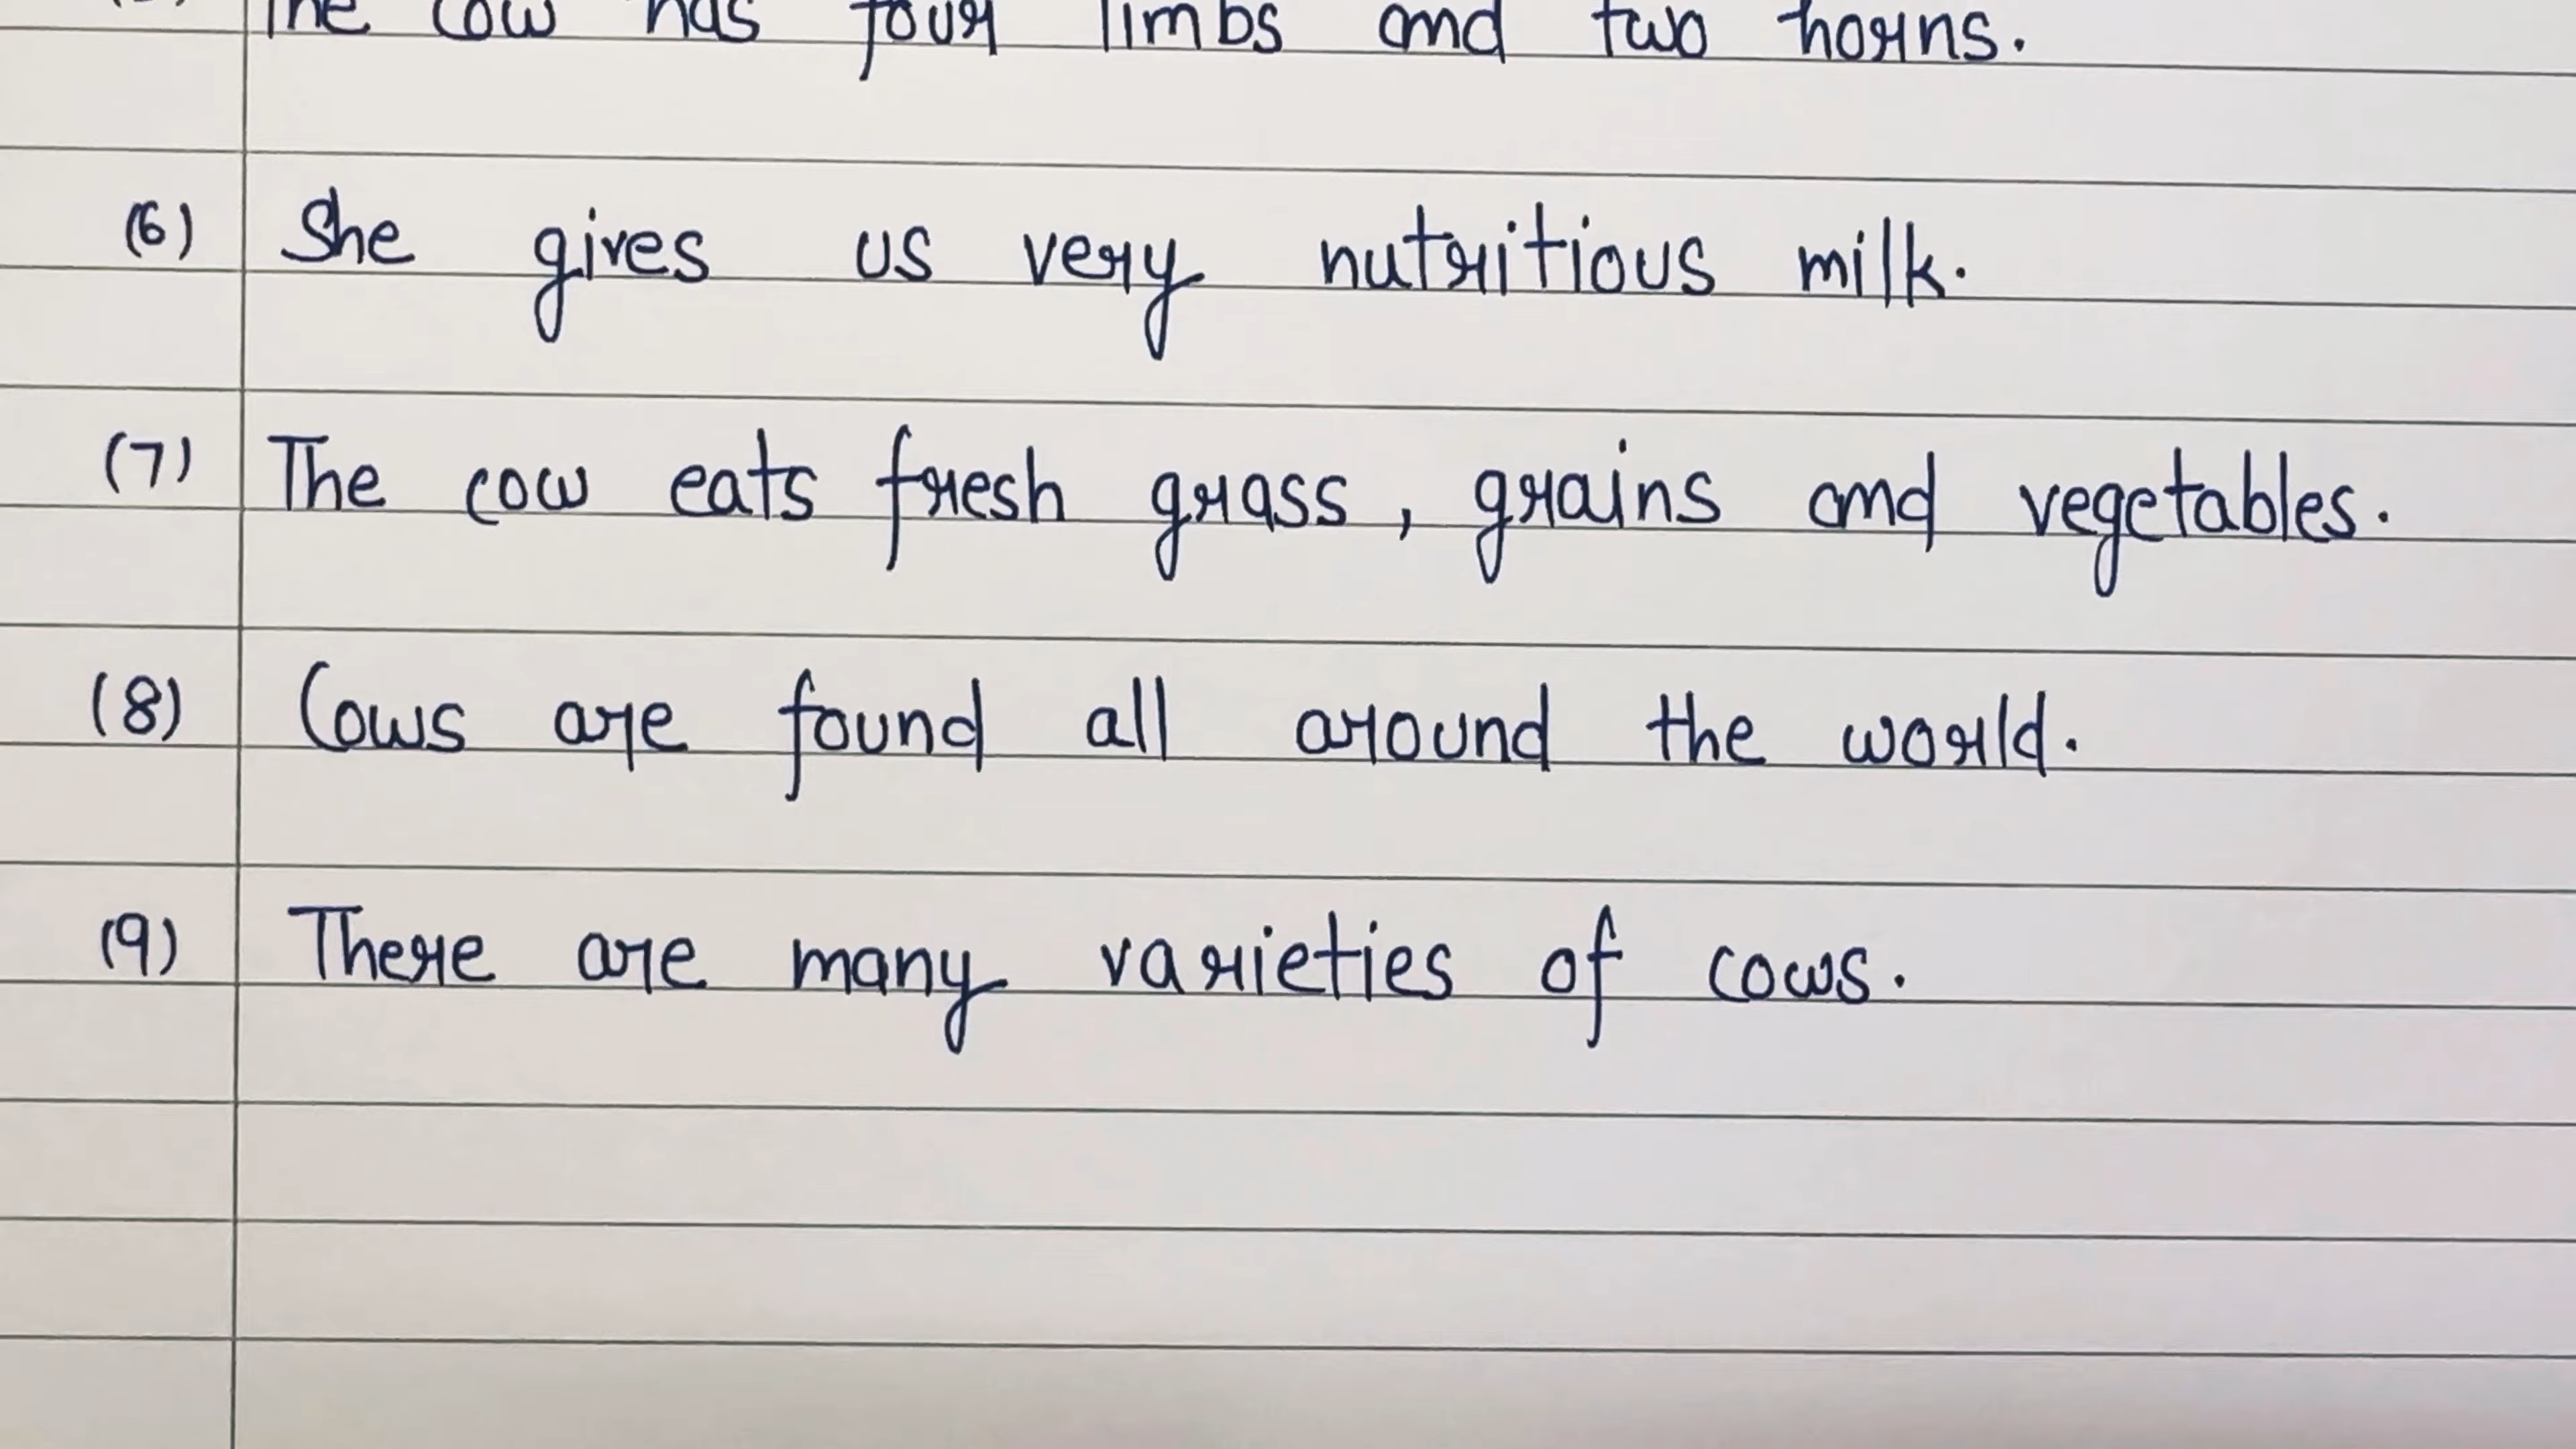 The cow has four limbs and two horns.
(6) She gives us very nutritious milk.
(7) The cow eats fresh grass, grains and vegetables.
(8) Cows are found all around the world.
(9) There are many varieties of cows.